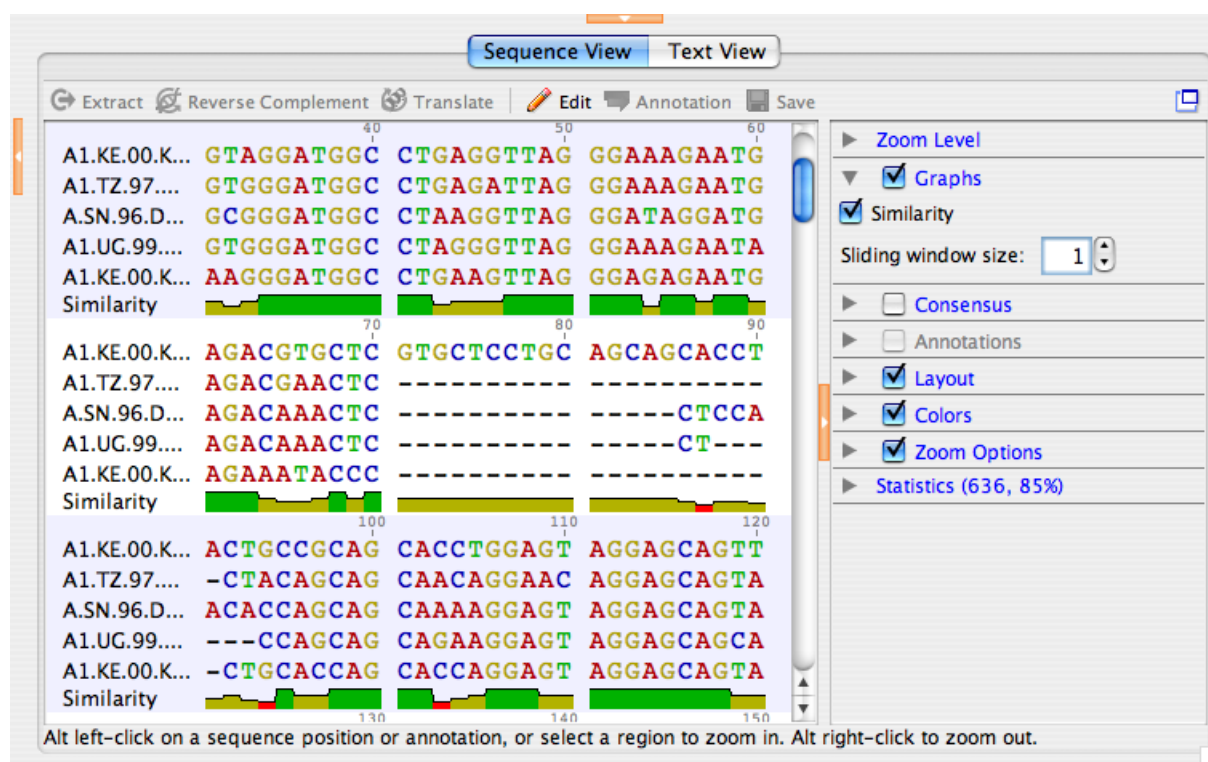 Sequence View Text View
Extract Reverse Complement Translate Edit Annotation Save
40 50 60
A1.KE.00.K... GTAGGATGGC CTGAGGTTAG GGAAAGAATG
A1.TZ.97.... GTGGGATGGC CTGAGATTAG GGAAAGAATG
A.SN.96.D... GCGGGATGGC CTAAGGTTAG GGATAGGATG
A1.UG.99.... GTGGGATGGC CTAGGGTTAG GGAAAGAATA
A1.KE.00.K... AAGGGATGGC CTGAAGTTAG GGAGAGAATG
Similarity
70 80 90
A1.KE.00.K... AGACGTGCTC GTGCTCCTGC AGCAGCACCT
A1.TZ.97.... AGACGAACTC ---------- ----------
A.SN.96.D... AGACAAACTC ---------- -----CTCCA
A1.UG.99.... AGACAAACTC ---------- -----CT---
A1.KE.00.K... AGAAATACCC ---------- ----------
Similarity
100 110 120
A1.KE.00.K... ACTGCCGCAG CACCTGGAGT AGGAGCAGTT
A1.TZ.97.... -CTACAGCAG CAACAGGAAC AGGAGCAGTA
A.SN.96.D... ACACCAGCAG CAAAAGGAGT AGGAGCAGTA
A1.UG.99.... ---CCAGCAG CAGAAGGAGT AGGAGCAGCA
A1.KE.00.K... -CTGCACCAG CACCAGGAGT AGGAGCAGTA
Similarity
130 140 150
Zoom Level
Graphs
Similarity
Sliding window size: 1
Consensus
Annotations
Layout
Colors
Zoom Options
Statistics (636, 85%)
Alt left-click on a sequence position or annotation, or select a region to zoom in. Alt right-click to zoom out.